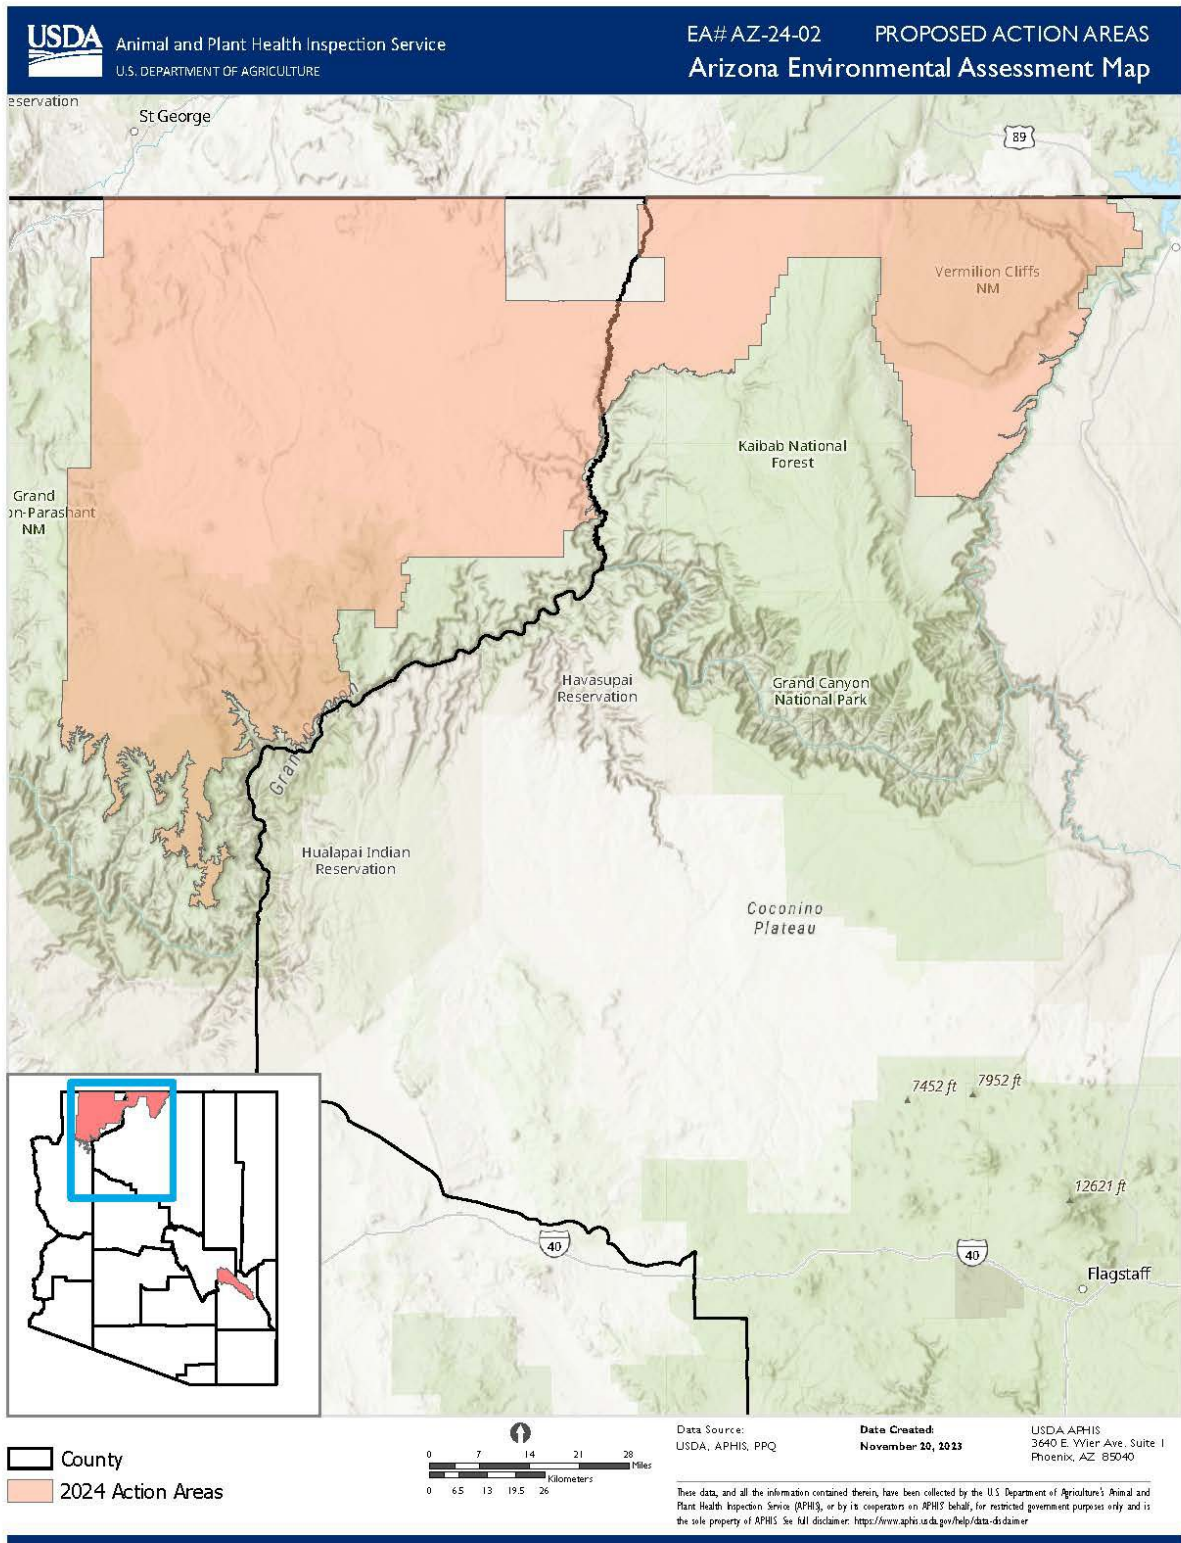 USDA
Animal and Plant Health Inspection Service
U.S. DEPARTMENT OF AGRICULTURE
EA# AZ-24-02 PROPOSED ACTION AREAS
Arizona Environmental Assessment Map
eservation
St George
89
Vermilion Cliffs
NM
Kaibab National
Forest
Grand
on-Parashant
NM
Havasupai
Reservation
Grand Canyon
National Park
Grand Canyon
Hualapai Indian
Reservation
Coconino
Plateau
7452 ft
7952 ft
12621 ft
40
40
Flagstaff
County
2024 Action Areas
0 7 14 21 28
Miles
Kilometers
0 6.5 13 19.5 26
Data Source:
USDA, APHIS, PPQ
Date Created:
November 20, 2023
USDA APHIS
3640 E. Wier Ave. Suite 1
Phoenix, AZ 85040
These data, and all the information contained therein, have been collected by the U.S. Department of Agriculture's Animal and
Plant Health Inspection Service (APHIS), or by its cooperators on APHIS' behalf, for restricted government purposes only and is
the sole property of APHIS. See full disclaimer: https://www.aphis.usda.gov/help/data-disclaimer